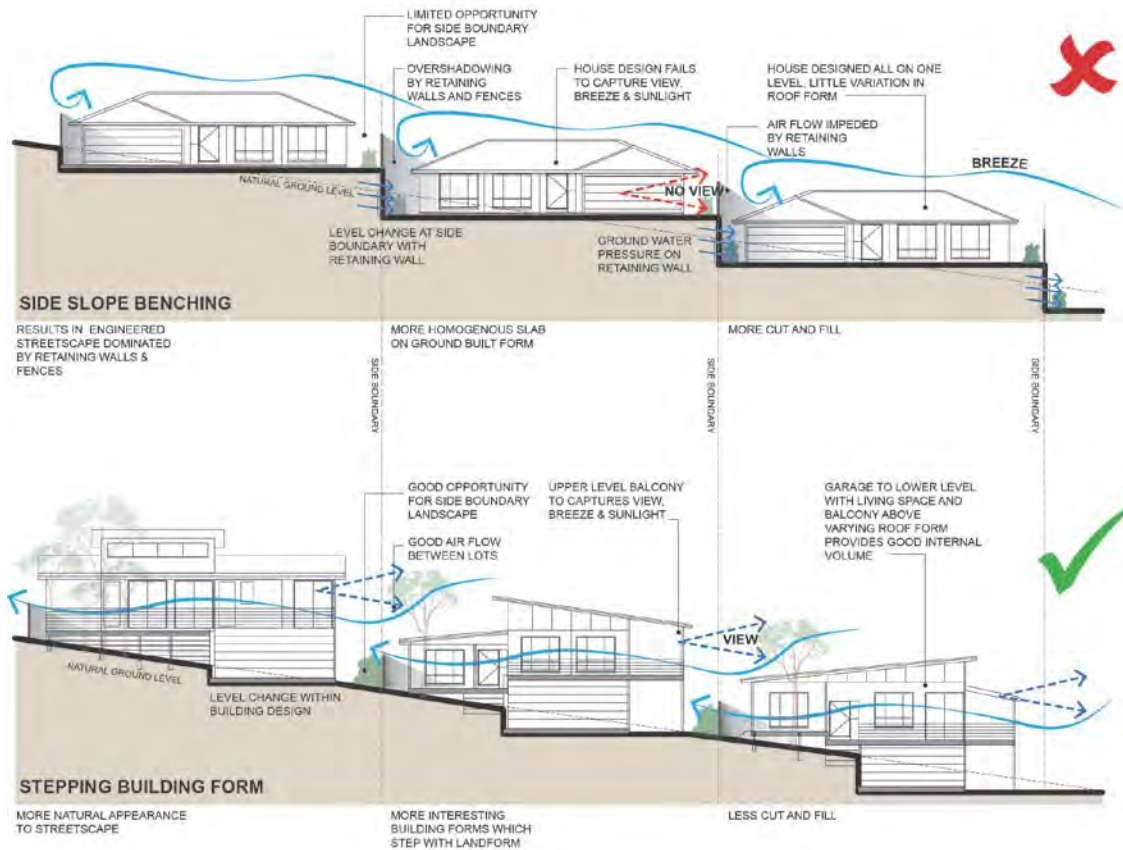 LIMITED OPPORTUNITY
FOR SIDE BOUNDARY
LANDSCAPE
OVERSHADOWING
BY RETAINING
WALLS AND FENCES
HOUSE DESIGN FAILS
TO CAPTURE VIEW,
BREEZE & SUNLIGHT
HOUSE DESIGNED ALL ON ONE
LEVEL, LITTLE VARIATION IN
ROOF FORM
AIR FLOW IMPEDED
BY RETAINING
WALLS
BREEZE
NATURAL GROUND LEVEL
NO VIEW
LEVEL CHANGE AT SIDE
BOUNDARY WITH
RETAINING WALL
GROUND WATER
PRESSURE ON
RETAINING WALL
SIDE SLOPE BENCHING
RESULTS IN ENGINEERED
STREETSCAPE DOMINATED
BY RETAINING WALLS &
FENCES
MORE HOMOGENOUS SLAB
ON GROUND BUILT FORM
MORE CUT AND FILL
SIDE BOUNDARY
SIDE BOUNDARY
SIDE BOUNDARY
GOOD OPPORTUNITY
FOR SIDE BOUNDARY
LANDSCAPE
GOOD AIR FLOW
BETWEEN LOTS
UPPER LEVEL BALCONY
TO CAPTURES VIEW,
BREEZE & SUNLIGHT
GARAGE TO LOWER LEVEL
WITH LIVING SPACE AND
BALCONY ABOVE
VARYING ROOF FORM
PROVIDES GOOD INTERNAL
VOLUME
VIEW
NATURAL GROUND LEVEL
LEVEL CHANGE WITHIN
BUILDING DESIGN
STEPPING BUILDING FORM
MORE NATURAL APPEARANCE
TO STREETSCAPE
MORE INTERESTING
BUILDING FORMS WHICH
STEP WITH LANDFORM
LESS CUT AND FILL